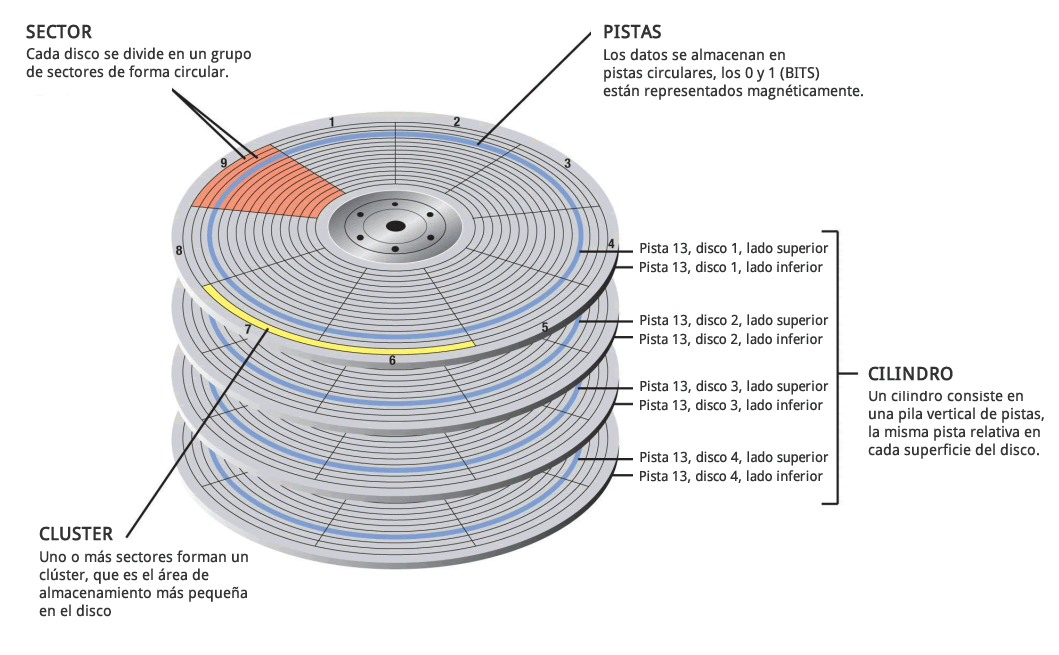 SECTOR
Cada disco se divide en un grupo
de sectores de forma circular.
PISTAS
Los datos se almacenan en
pistas circulares, los 0 y 1 (BITS)
están representados magnéticamente.
1
2
3
4
5
6
7
8
9
Pista 13, disco 1, lado superior
Pista 13, disco 1, lado inferior
Pista 13, disco 2, lado superior
Pista 13, disco 2, lado inferior
Pista 13, disco 3, lado superior
Pista 13, disco 3, lado inferior
Pista 13, disco 4, lado superior
Pista 13, disco 4, lado inferior
CILINDRO
Un cilindro consiste en
una pila vertical de pistas,
la misma pista relativa en
cada superficie del disco.
CLUSTER
Uno o más sectores forman un
clúster, que es el área de
almacenamiento más pequeña
en el disco